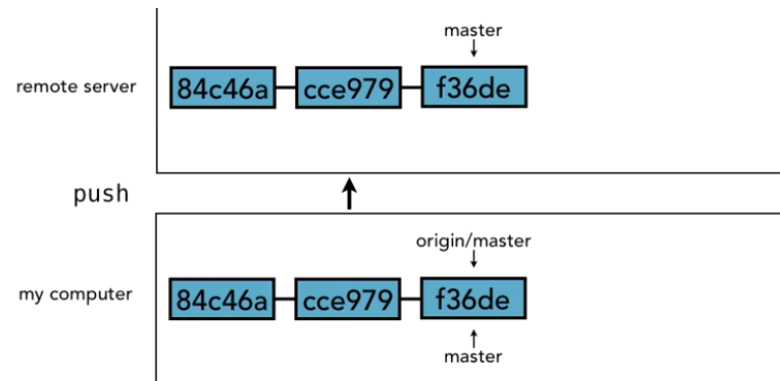 master
remote server
84c46a
cce979
f36de
push
origin/master
my computer
84c46a
cce979
f36de
master